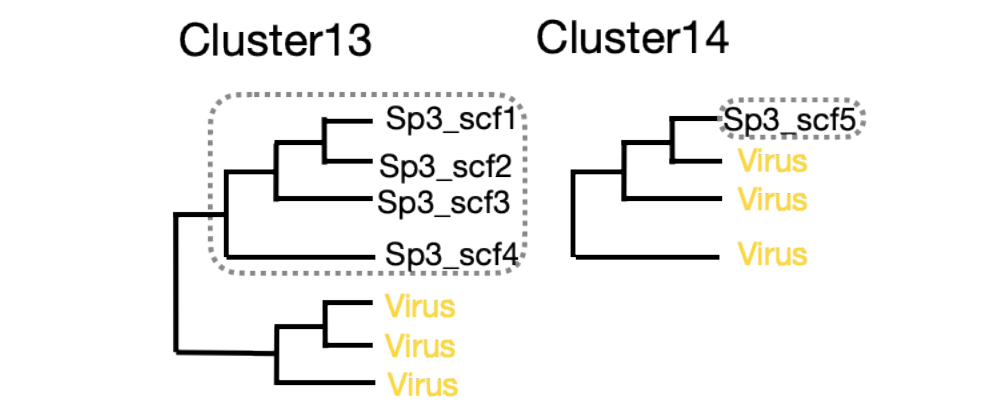 Cluster13
Sp3_scf1
Sp3_scf2
Sp3_scf3
Sp3_scf4
Virus
Virus
Virus
Cluster14
Sp3_scf5
Virus
Virus
Virus